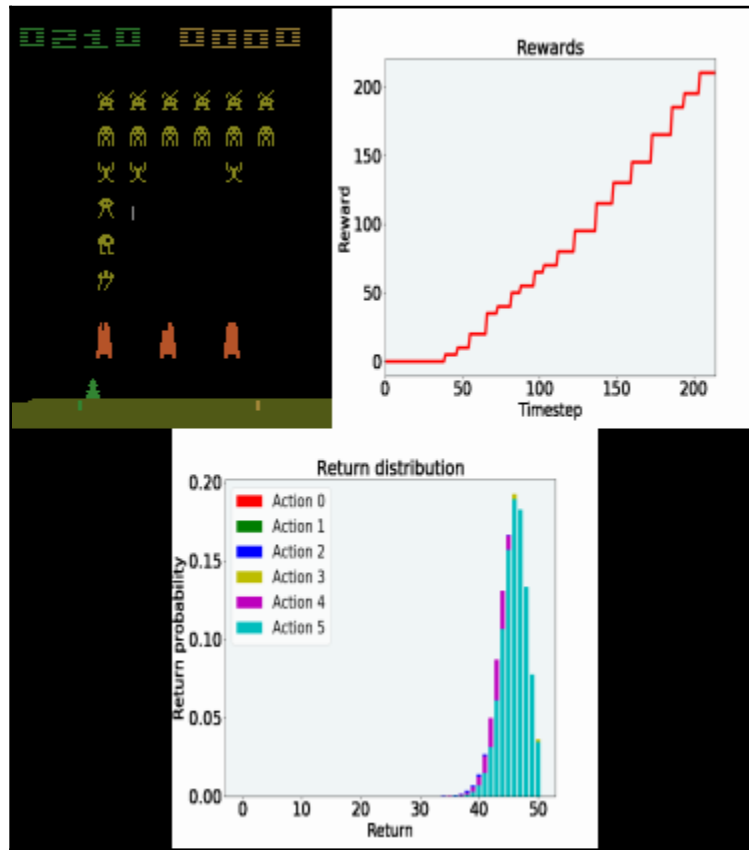 0210 0000
Rewards
Reward
200
150
100
50
0
0 50 100 150 200
Timestep
Return distribution
Return probability
0.20
0.15
0.10
0.05
0.00
Action 0
Action 1
Action 2
Action 3
Action 4
Action 5
0 10 20 30 40 50
Return